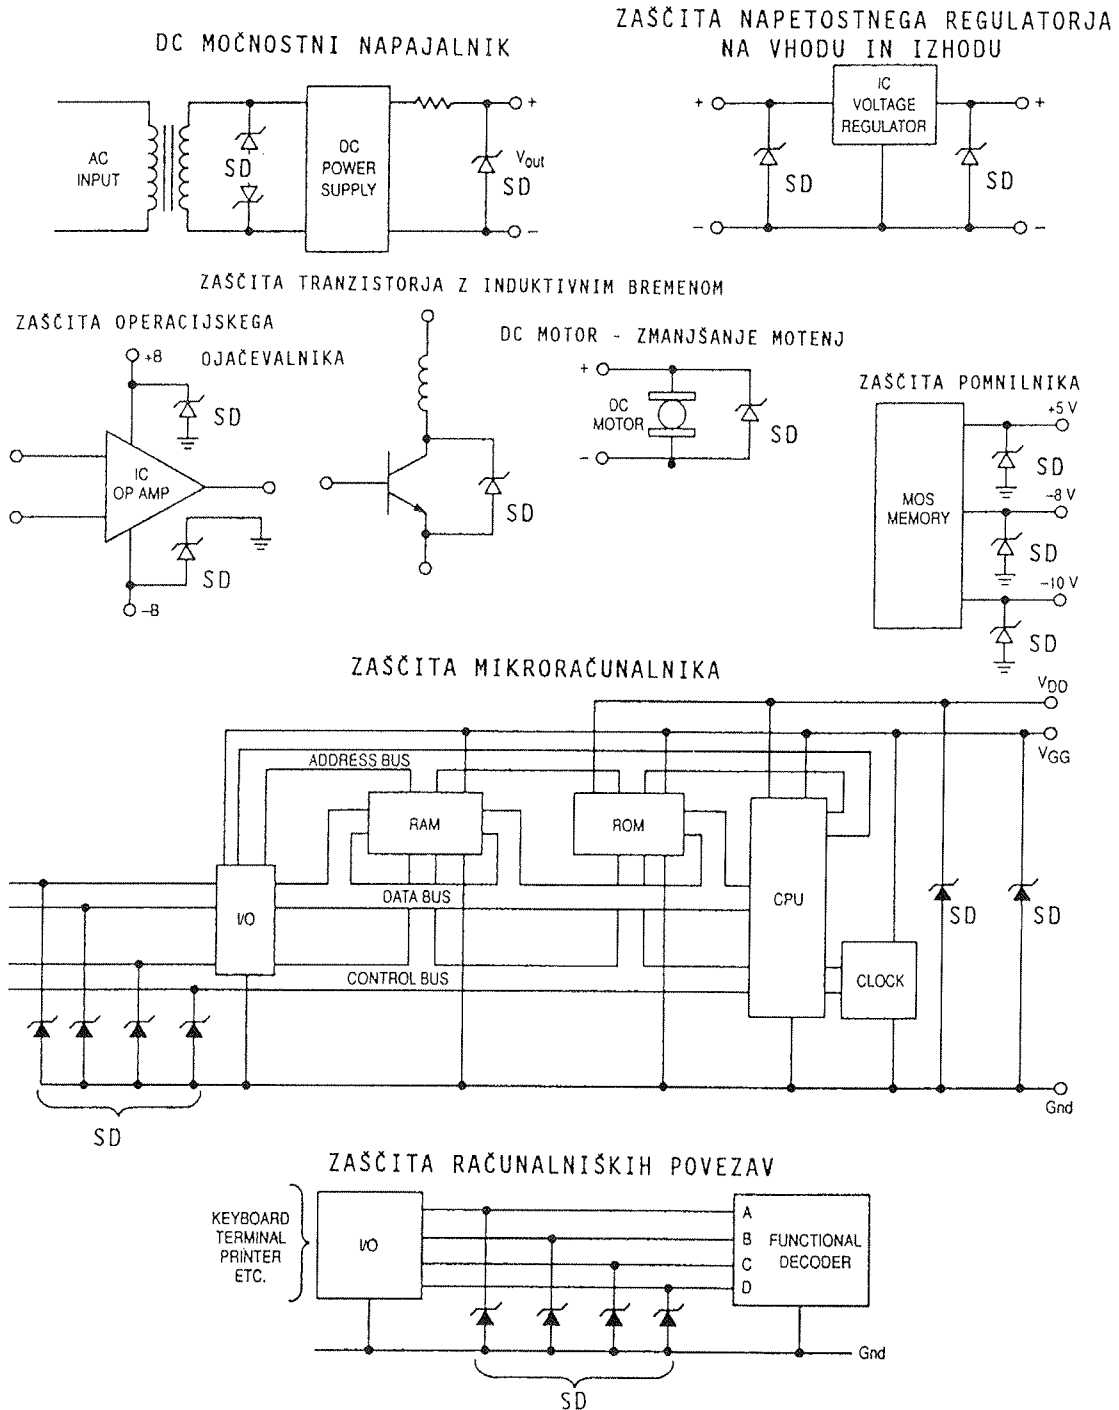 DC MOČNOSTNI NAPAJALNIK
AC
INPUT
SD
DC
POWER
SUPPLY
+
Vout
SD
−
ZAŠČITA NAPETOSTNEGA REGULATORJA
NA VHODU IN IZHODU
+
IC
VOLTAGE
REGULATOR
+
SD
SD
−
−
ZAŠČITA TRANZISTORJA Z INDUKTIVNIM BREMENOM
SD
ZAŠČITA OPERACIJSKEGA
OJAČEVALNIKA
+8
SD
IC
OP AMP
SD
−8
DC MOTOR - ZMANJŠANJE MOTENJ
+
DC
MOTOR
SD
−
ZAŠČITA POMNILNIKA
MOS
MEMORY
+5 V
SD
−8 V
SD
−10 V
SD
ZAŠČITA MIKRORAČUNALNIKA
VDD
VGG
ADDRESS BUS
RAM
ROM
I/O
DATA BUS
CPU
SD
SD
CONTROL BUS
CLOCK
Gnd
SD
ZAŠČITA RAČUNALNIŠKIH POVEZAV
KEYBOARD
TERMINAL
PRINTER
ETC.
I/O
A
B
C
D
FUNCTIONAL
DECODER
Gnd
SD